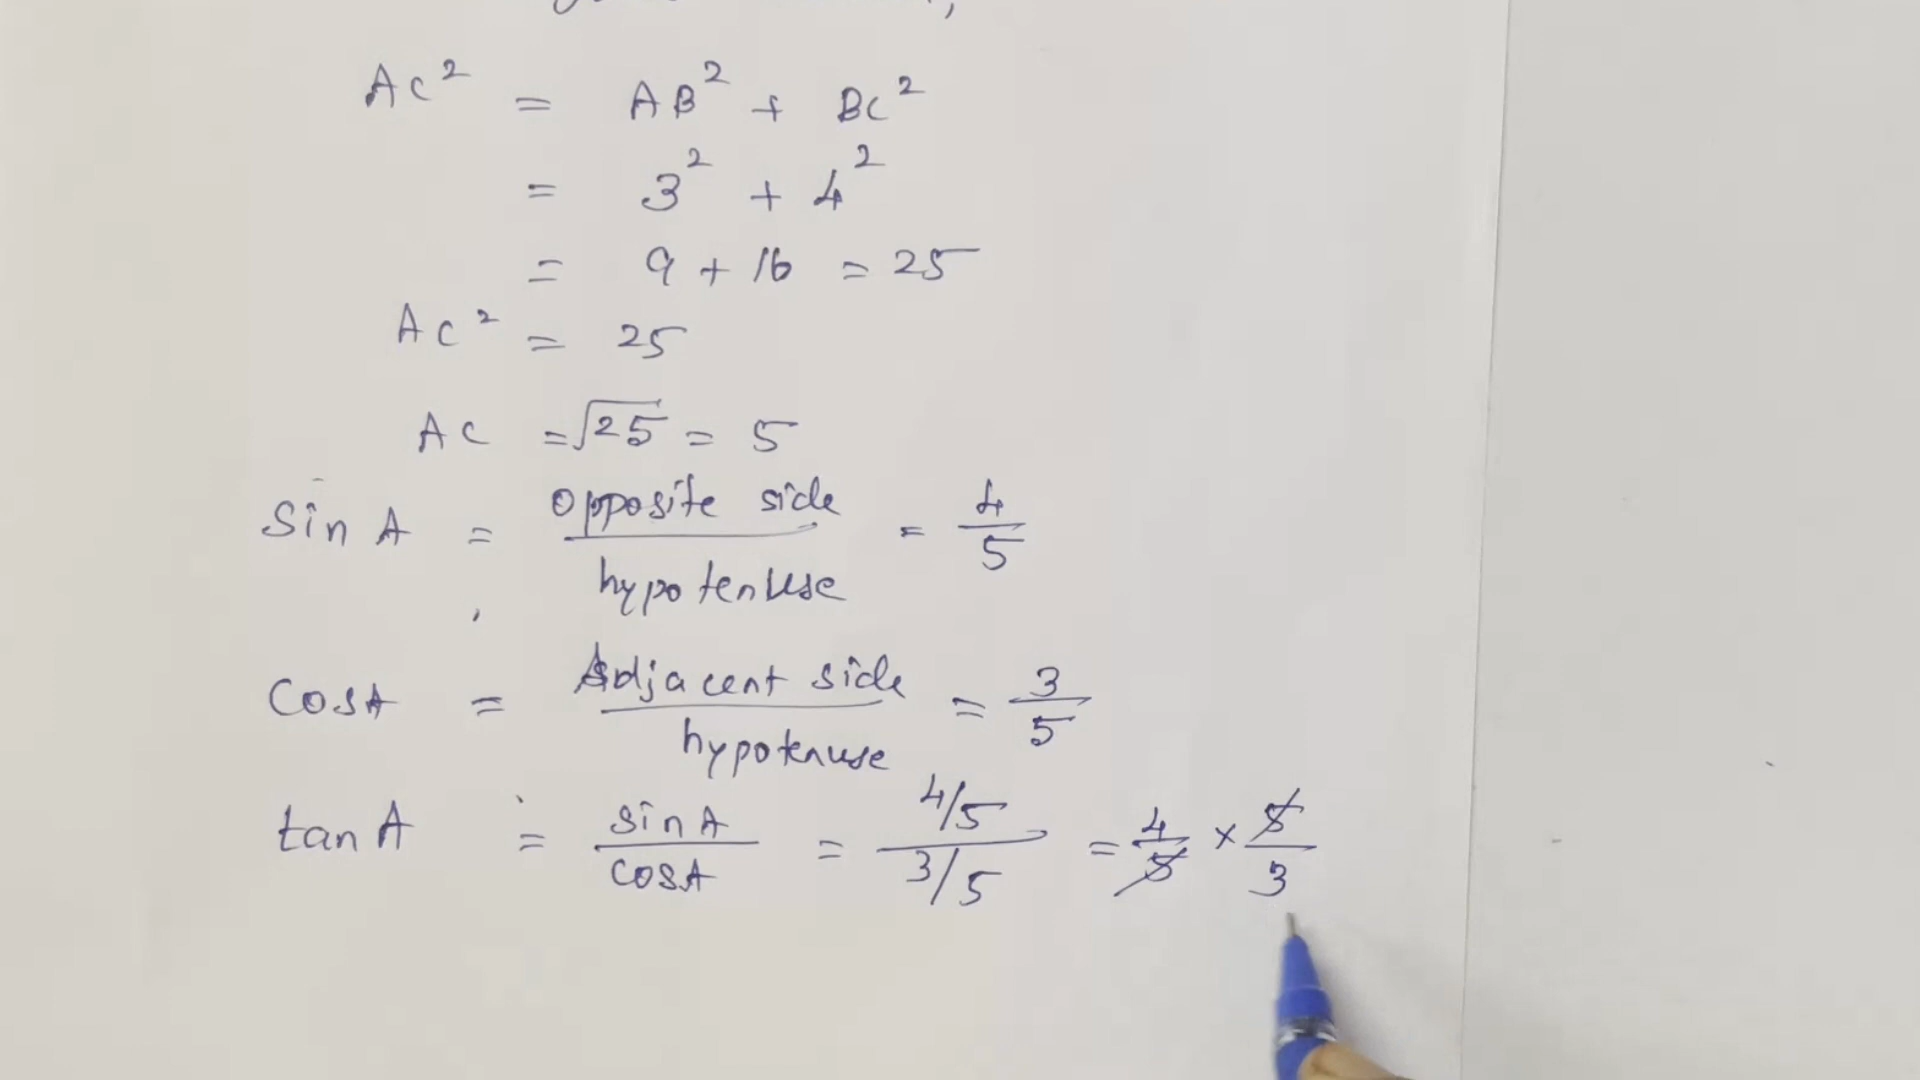 AC² = AB² + BC²
= 3² + 4²
= 9 + 16 = 25
AC² = 25
AC = √25 = 5
Sin A = opposite side / hypotenuse = 4/5
CosA = Adjacent side / hypotenuse = 3/5
tan A = sin A / cosA = 4/5 / 3/5 = 4/5 × 5/3